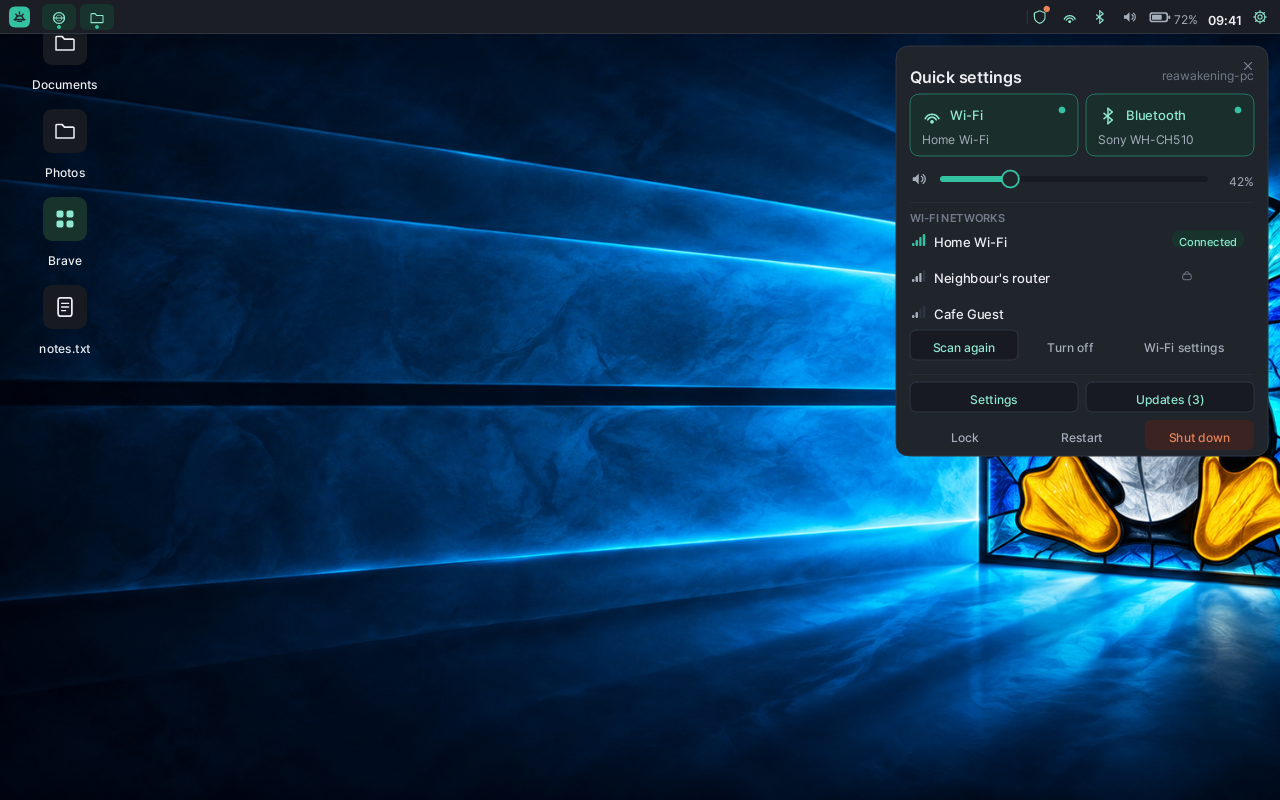 72%
09:41
Documents
Photos
Brave
notes.txt
Quick settings
reawakening-pc
Wi-Fi
Home Wi-Fi
Bluetooth
Sony WH-CH510
42%
WI-FI NETWORKS
Home Wi-Fi
Connected
Neighbour's router
Cafe Guest
Scan again
Turn off
Wi-Fi settings
Settings
Updates (3)
Lock
Restart
Shut down